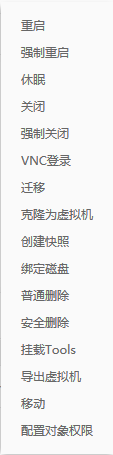 重启
强制重启
休眠
关闭
强制关闭
VNC登录
迁移
克隆为虚拟机
创建快照
绑定磁盘
普通删除
安全删除
挂载Tools
导出虚拟机
移动
配置对象权限